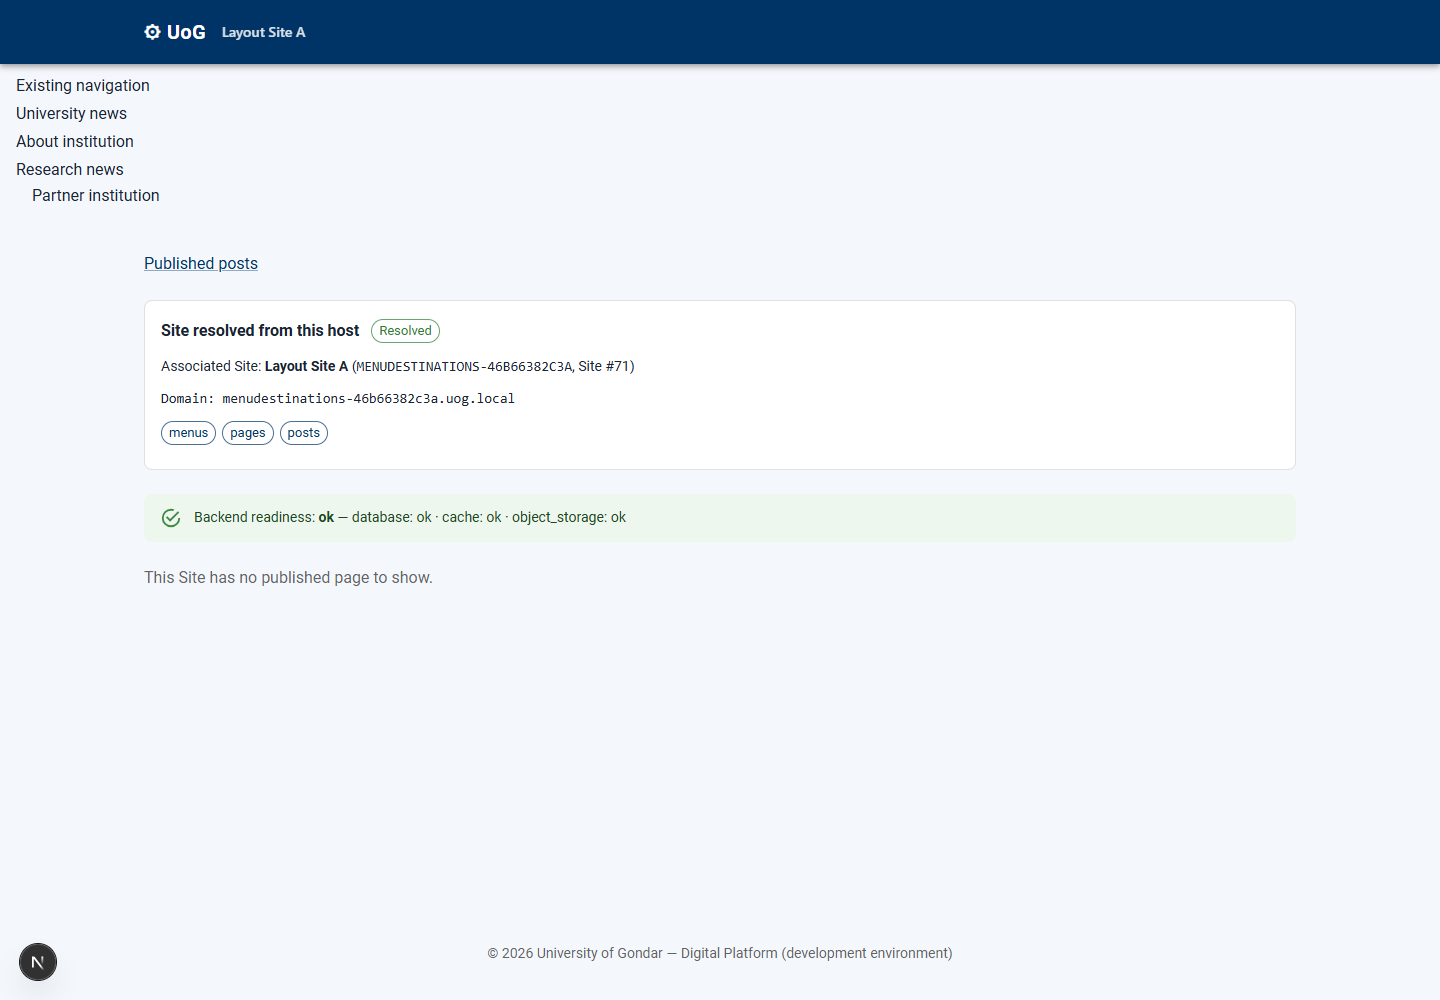 UoG Layout Site A
Existing navigation
University news
About institution
Research news
Partner institution
Published posts
Site resolved from this host Resolved
Associated Site: Layout Site A (MENUDESTINATIONS-46B66382C3A, Site #71)
Domain: menudestinations-46b66382c3a.uog.local
menus pages posts
Backend readiness: ok — database: ok · cache: ok · object_storage: ok
This Site has no published page to show.
© 2026 University of Gondar — Digital Platform (development environment)
N